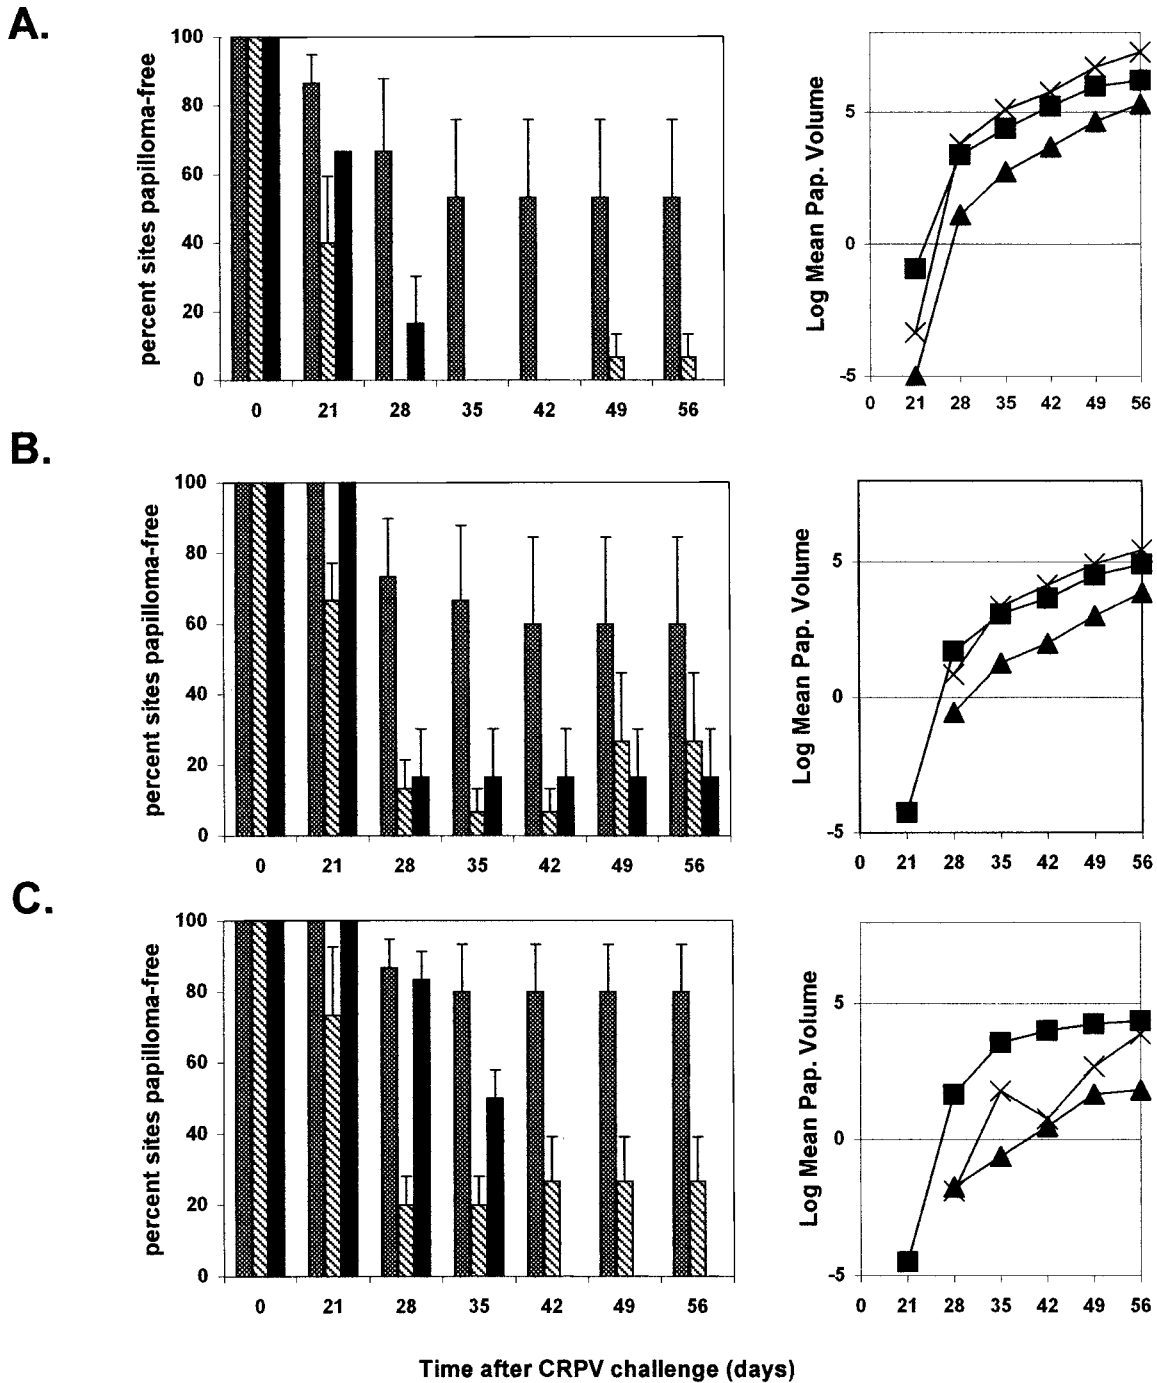 A.
percent sites papilloma-free
100
80
60
40
20
0
0 21 28 35 42 49 56
Log Mean Pap. Volume
5
0
-5
0 21 28 35 42 49 56
B.
percent sites papilloma-free
100
80
60
40
20
0
0 21 28 35 42 49 56
Log Mean Pap. Volume
5
0
-5
0 21 28 35 42 49 56
C.
percent sites papilloma-free
100
80
60
40
20
0
0 21 28 35 42 49 56
Log Mean Pap. Volume
5
0
-5
0 21 28 35 42 49 56
Time after CRPV challenge (days)